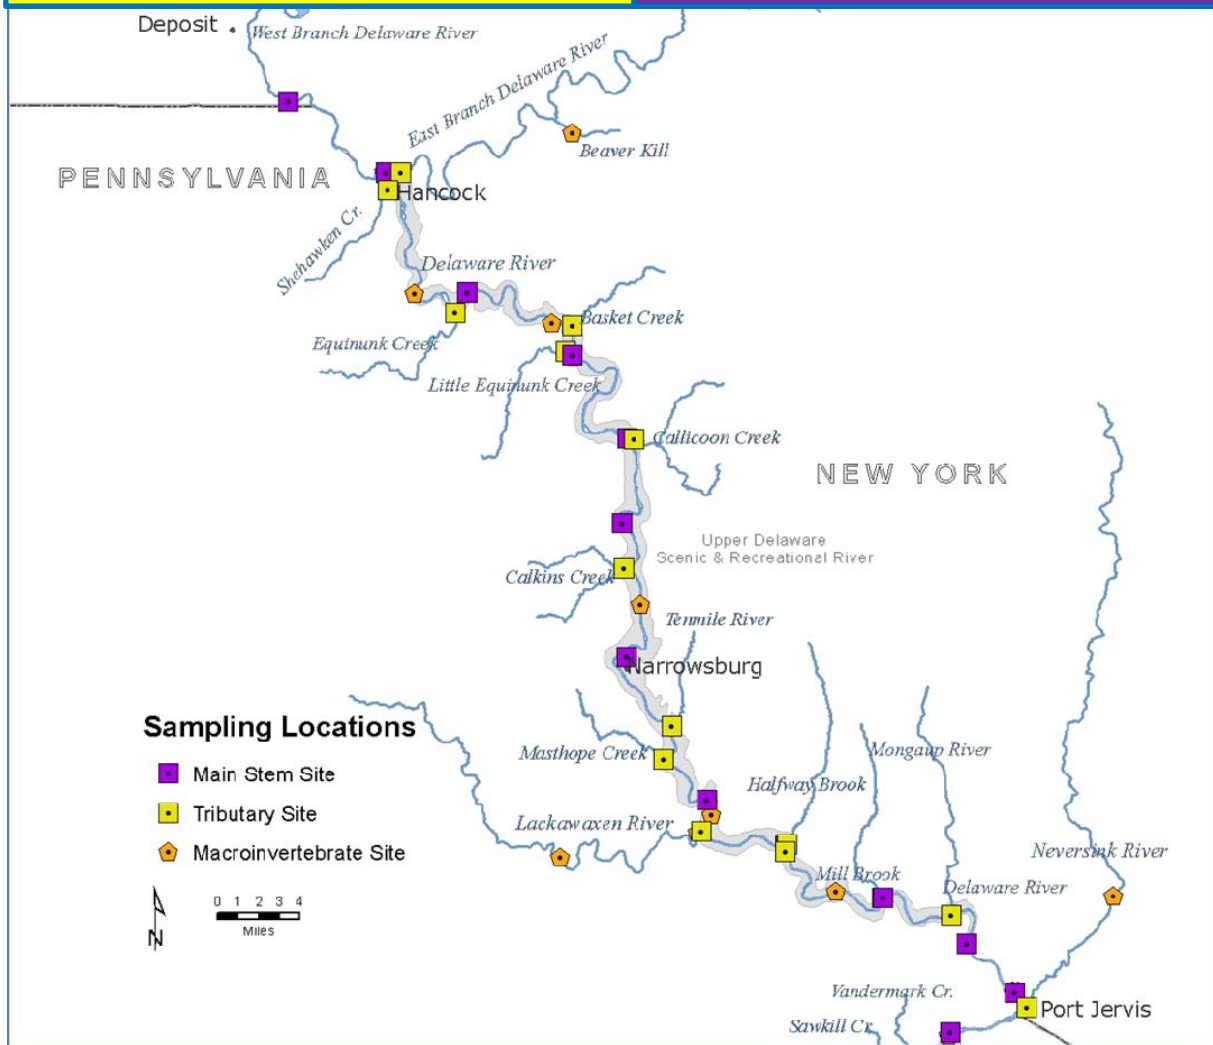 Deposit
West Branch Delaware River
East Branch Delaware River
Beaver Kill
PENNSYLVANIA
Hancock
Shehawken Cr.
Delaware River
Basket Creek
Equinunk Creek
Little Equinunk Creek
Callicoon Creek
NEW YORK
Upper Delaware
Scenic & Recreational River
Calkins Creek
Tenmile River
Narrowsburg
Sampling Locations
Main Stem Site
Tributary Site
Macroinvertebrate Site
Masthope Creek
Mongaup River
Halfway Brook
Lackawaxen River
Neversink River
Mill Brook
Delaware River
0 1 2 3 4
Miles
N
Vandermark Cr.
Port Jervis
Sawkill Cr.